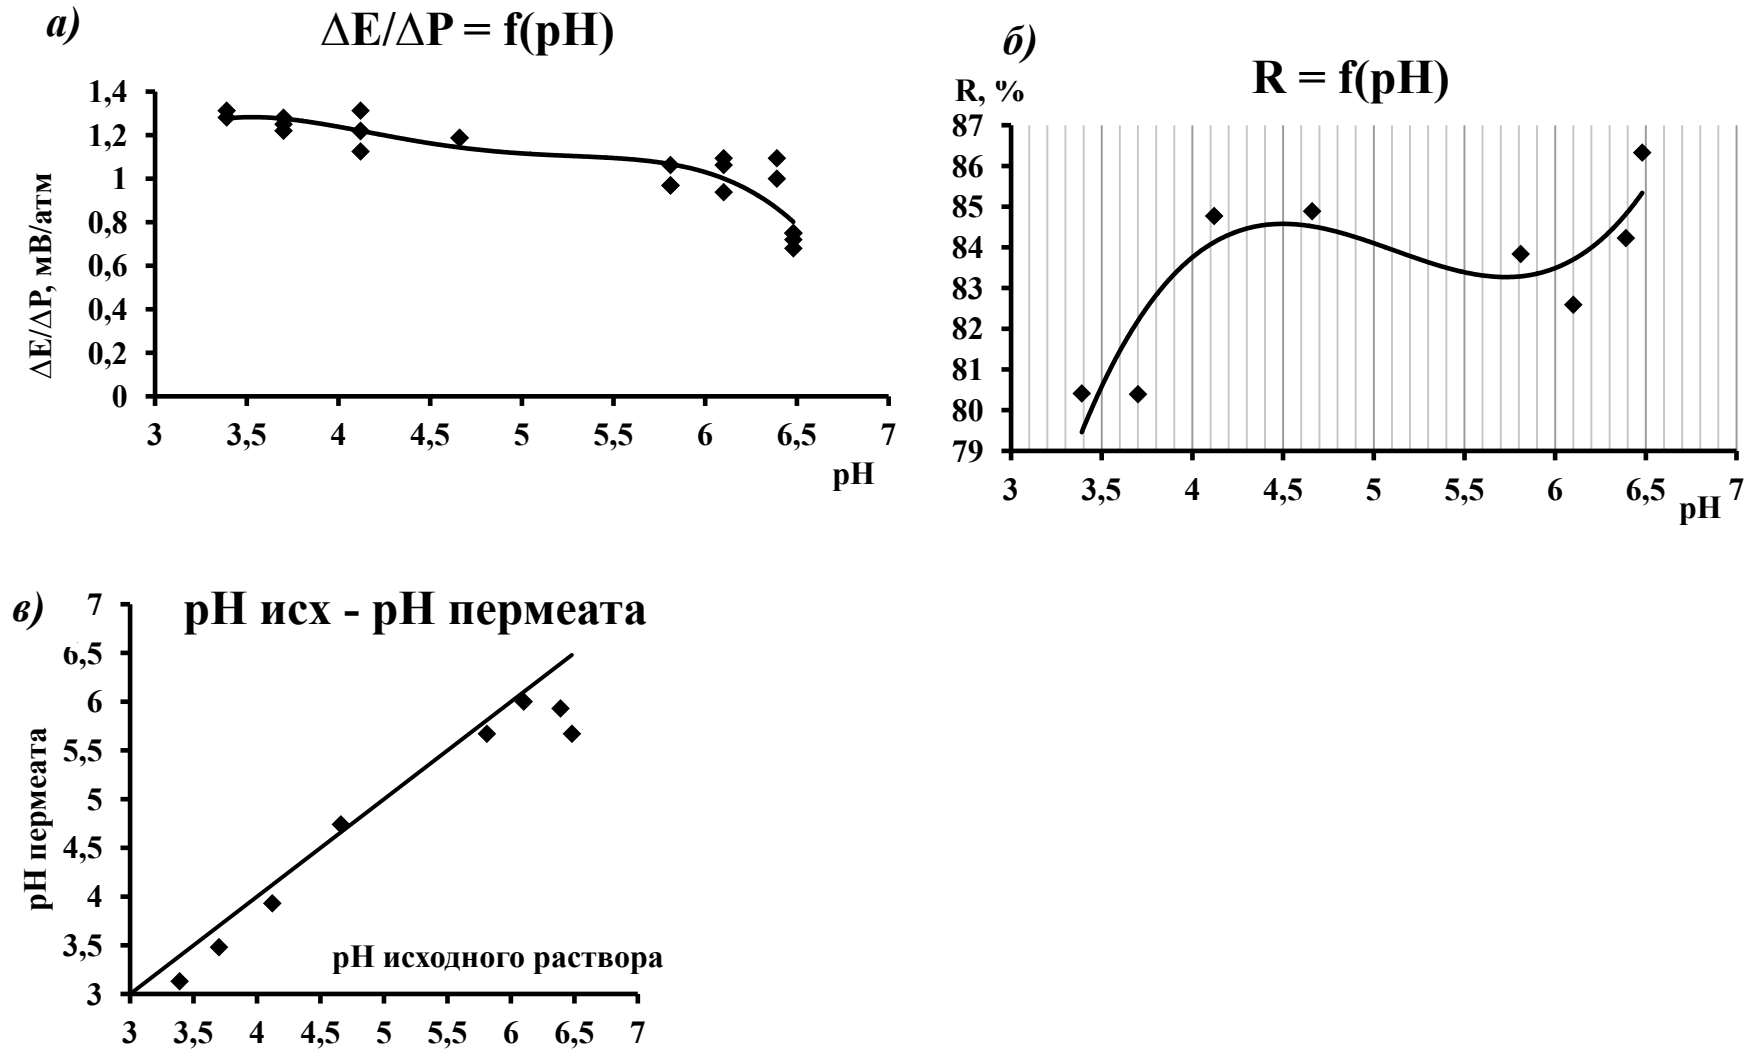 а)
ΔE/ΔP = f(pH)
1,4
1,2
1
0,8
0,6
0,4
0,2
0
ΔE/ΔP, мВ/атм
3 3,5 4 4,5 5 5,5 6 6,5 7
pH
б)
R = f(pH)
R, %
87
86
85
84
83
82
81
80
79
3 3,5 4 4,5 5 5,5 6 6,5 7
pH
в)
pH исх - pH пермеата
7
6,5
6
5,5
5
4,5
4
3,5
3
pH пермеата
pH исходного раствора
3 3,5 4 4,5 5 5,5 6 6,5 7